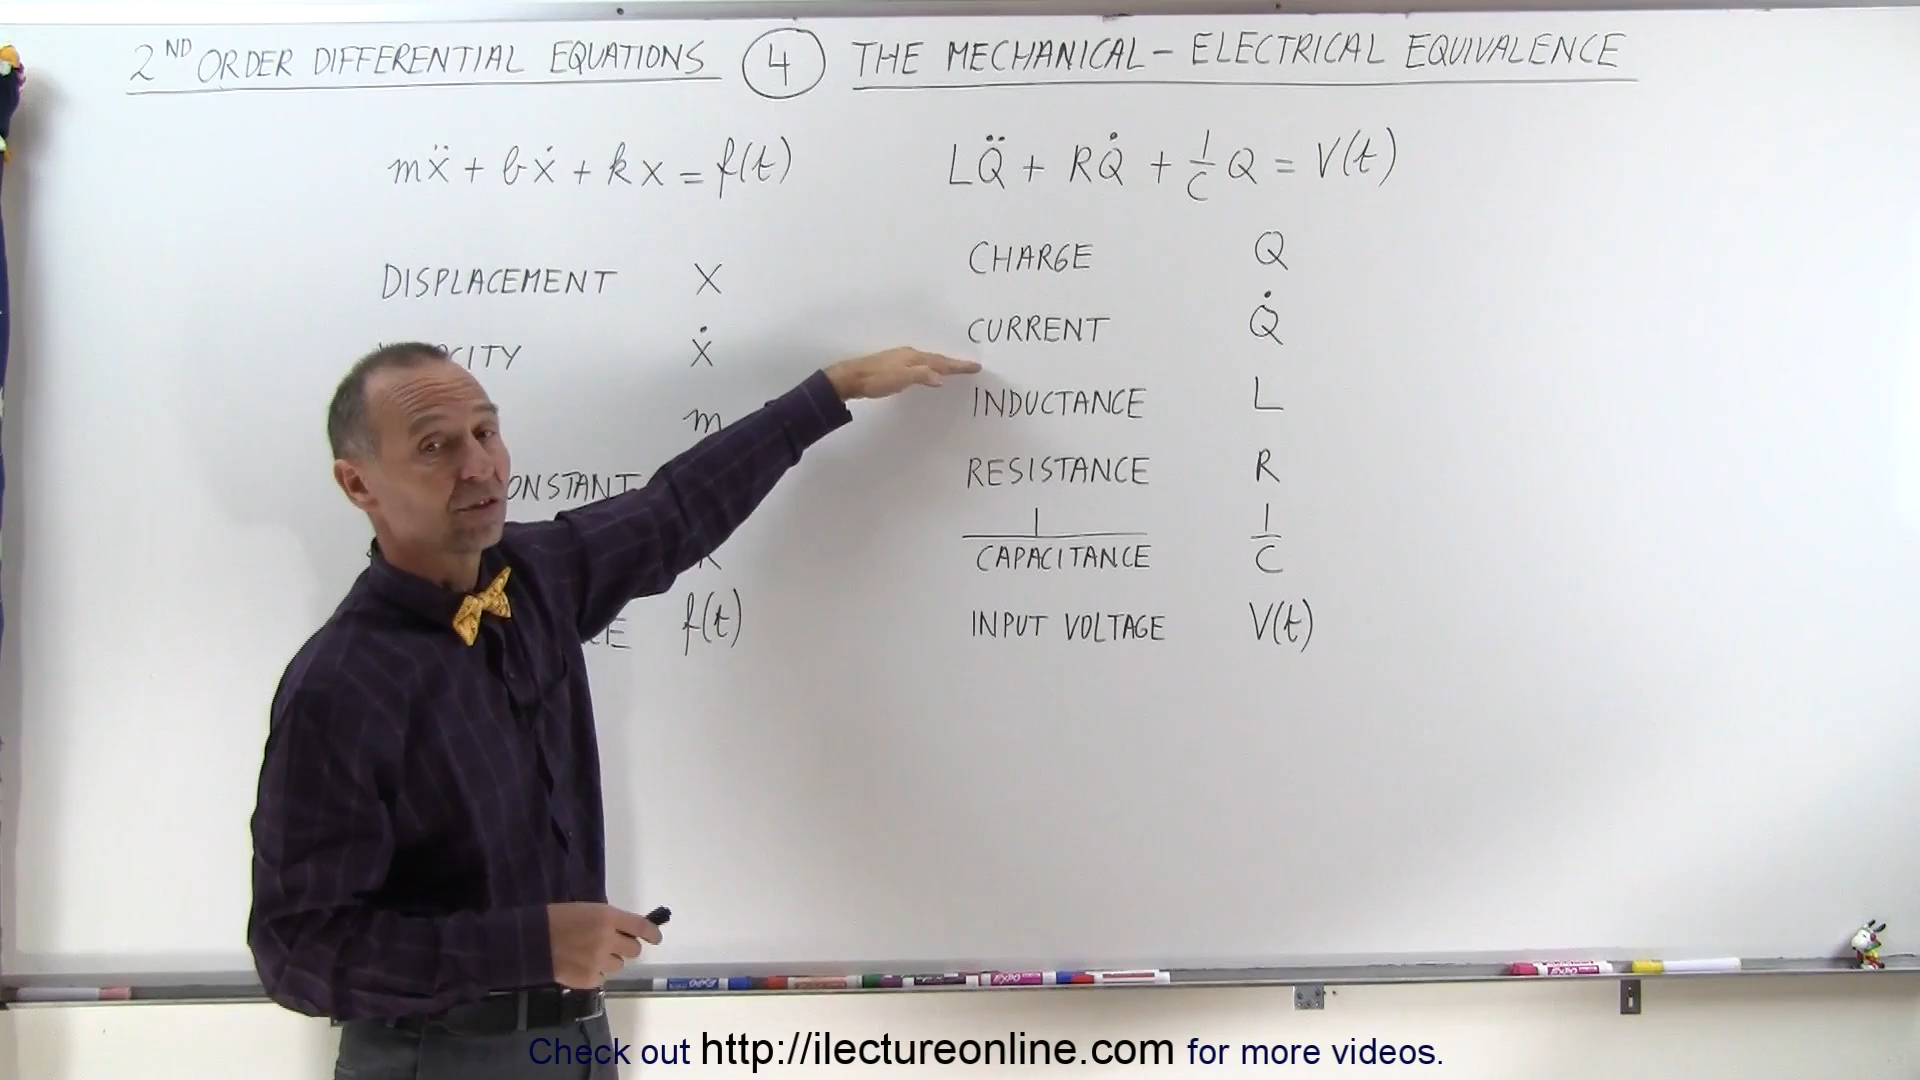 2ND ORDER DIFFERENTIAL EQUATIONS 4 THE MECHANICAL - ELECTRICAL EQUIVALENCE
mẍ + bẋ + kx = f(t)
LQ̈ + RQ̇ + 1/C Q = V(t)
DISPLACEMENT X
ẋ
m
f(t)
CHARGE Q
CURRENT Q̇
INDUCTANCE L
RESISTANCE R
1/CAPACITANCE 1/C
INPUT VOLTAGE V(t)
Check out http://ilectureonline.com for more videos.